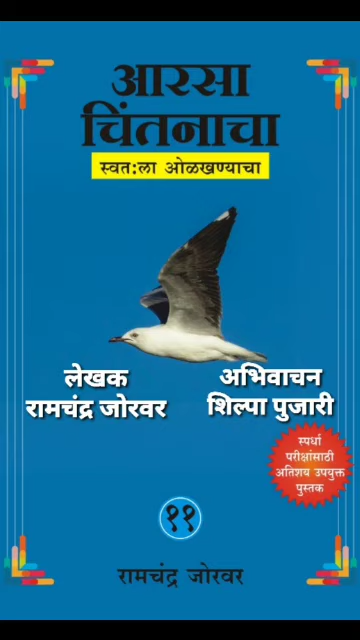 आरसा
चिंतनाचा
स्वत:ला ओळखण्याचा
लेखक
रामचंद्र जोरवर
अभिवाचन
शिल्पा पुजारी
स्पर्धा
परीक्षांसाठी
अतिशय उपयुक्त
पुस्तक
११
रामचंद्र जोरवर